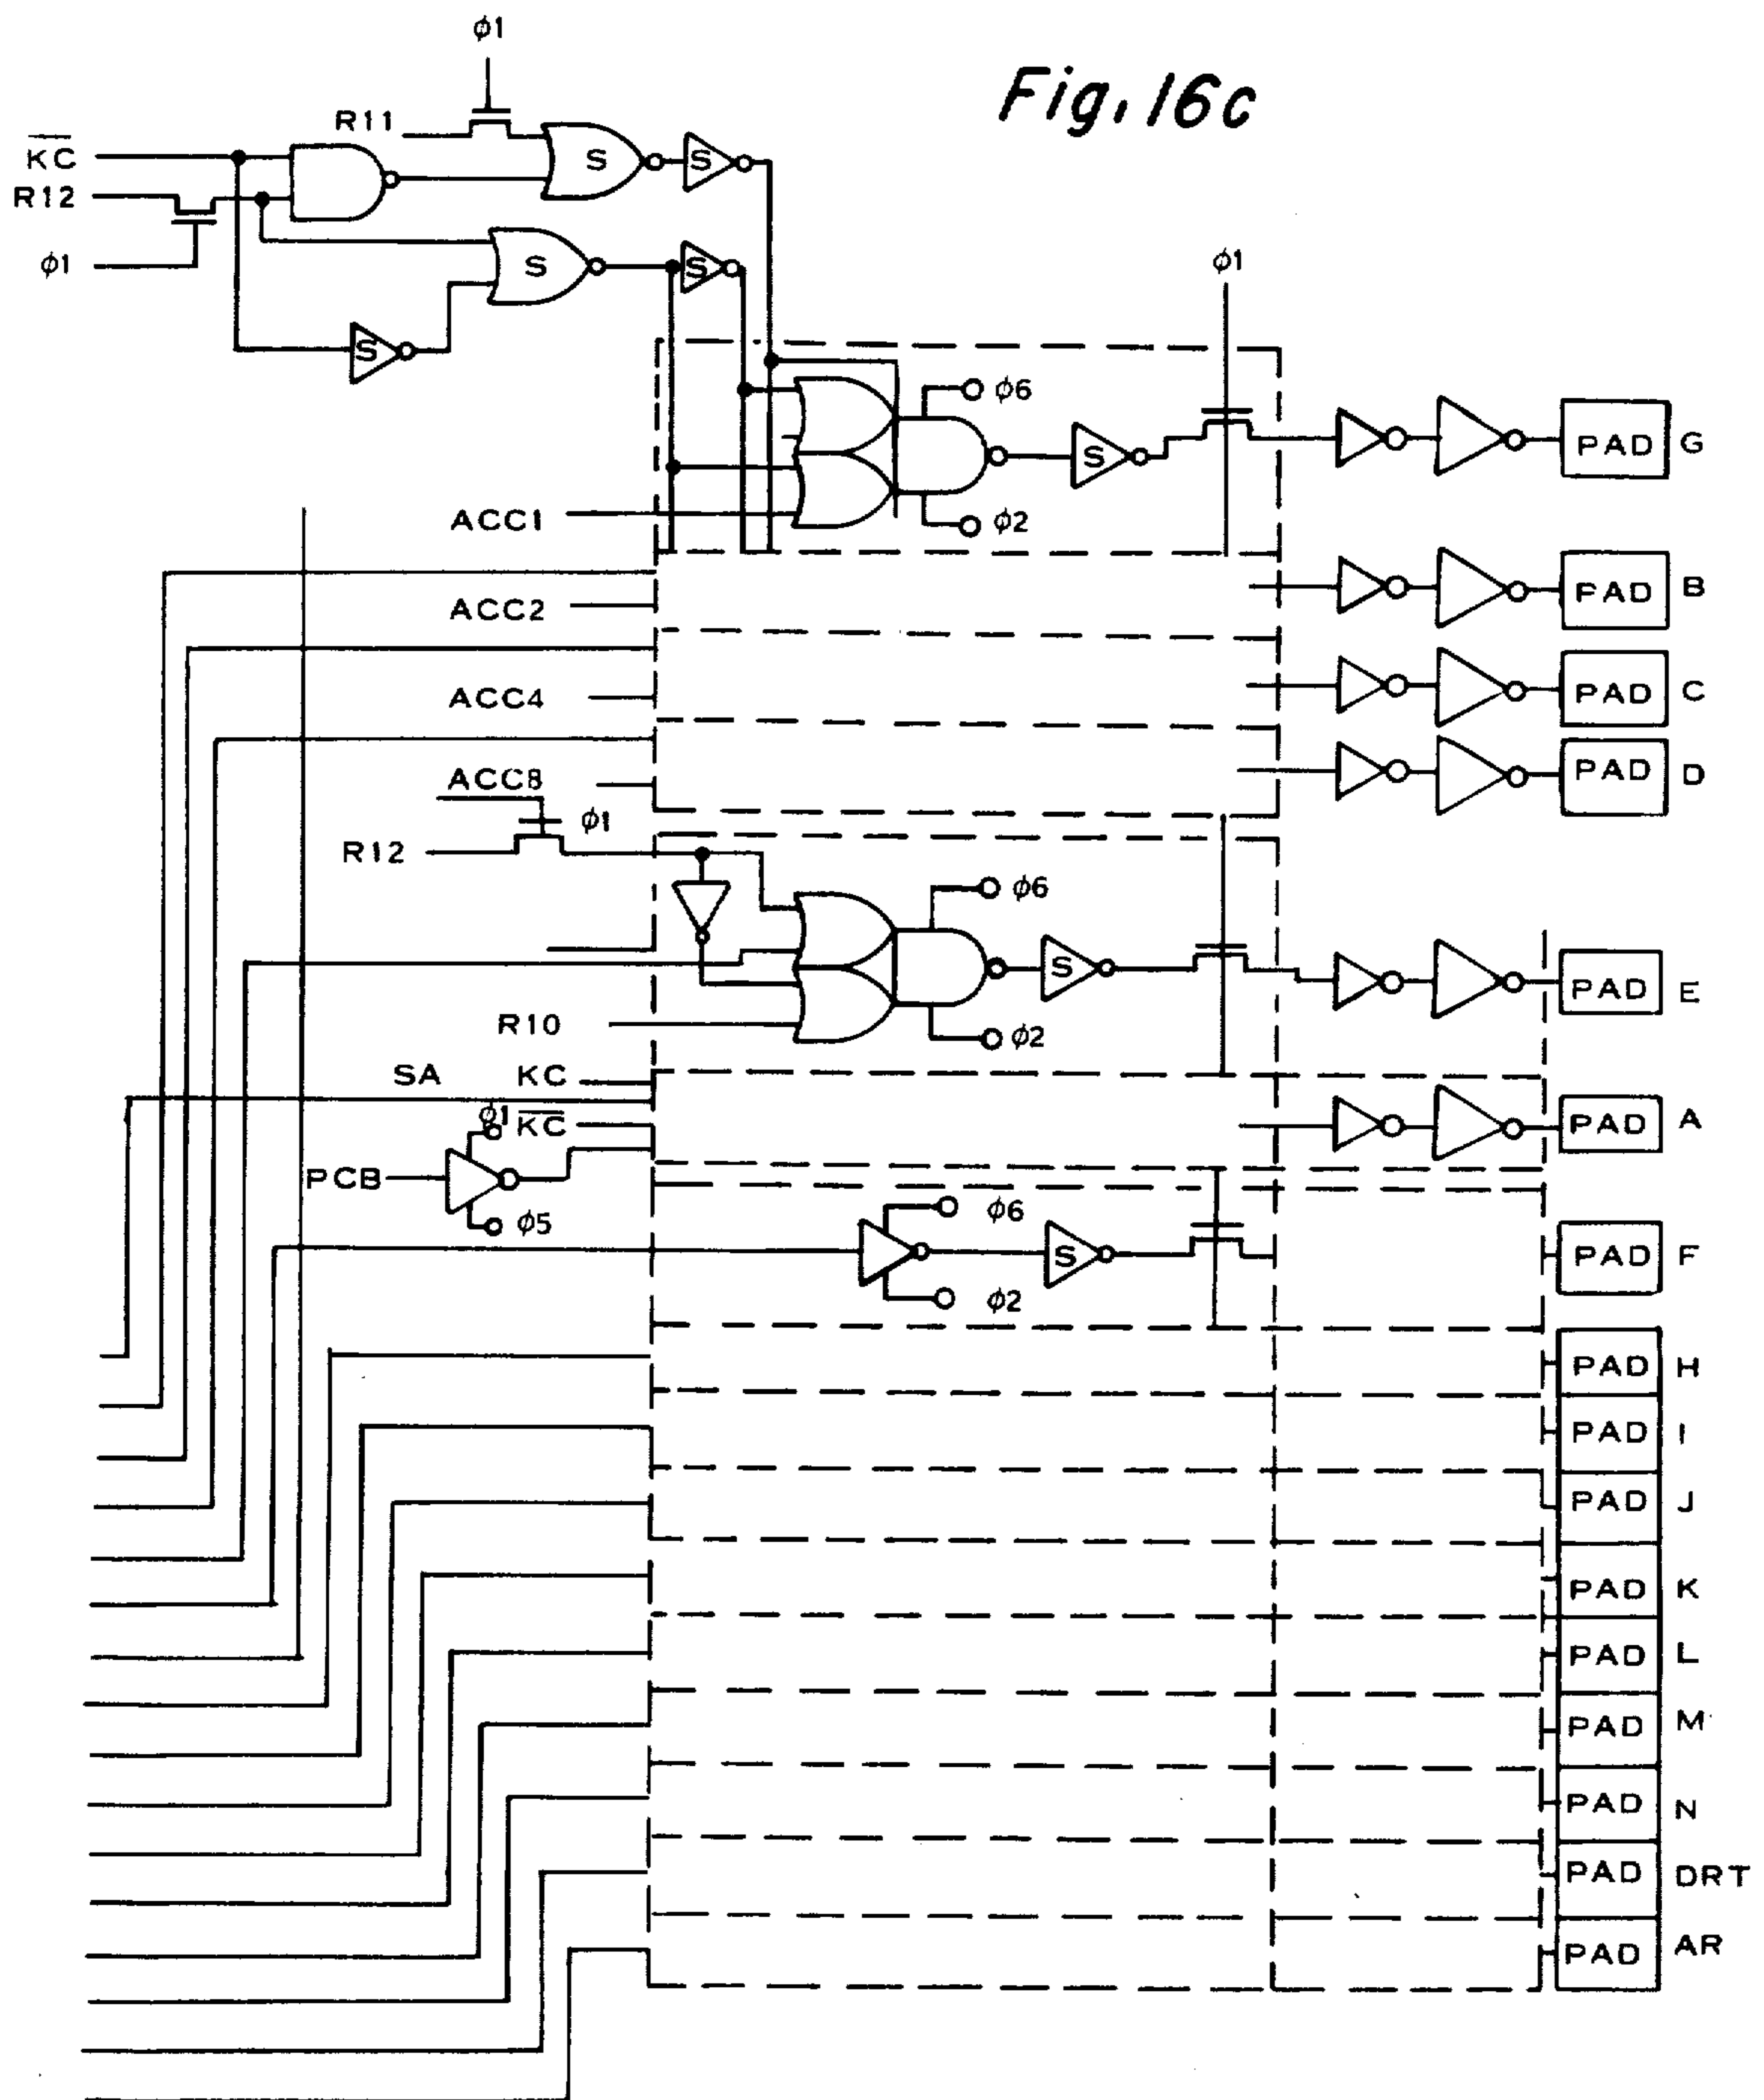 Fig. 16c
φ1
R11
K̅C̅
S
S
R12
φ1
S
S
φ1
S
φ6
S
PAD G
ACC1
φ2
ACC2
PAD B
ACC4
PAD C
ACC8
PAD D
φ1
R12
φ6
S
PAD E
R10
φ2
SA KC
φ1 K̅C̅
PAD A
PCB
φ5
φ6
S
PAD F
φ2
PAD H
PAD I
PAD J
PAD K
PAD L
PAD M
PAD N
PAD DRT
PAD AR